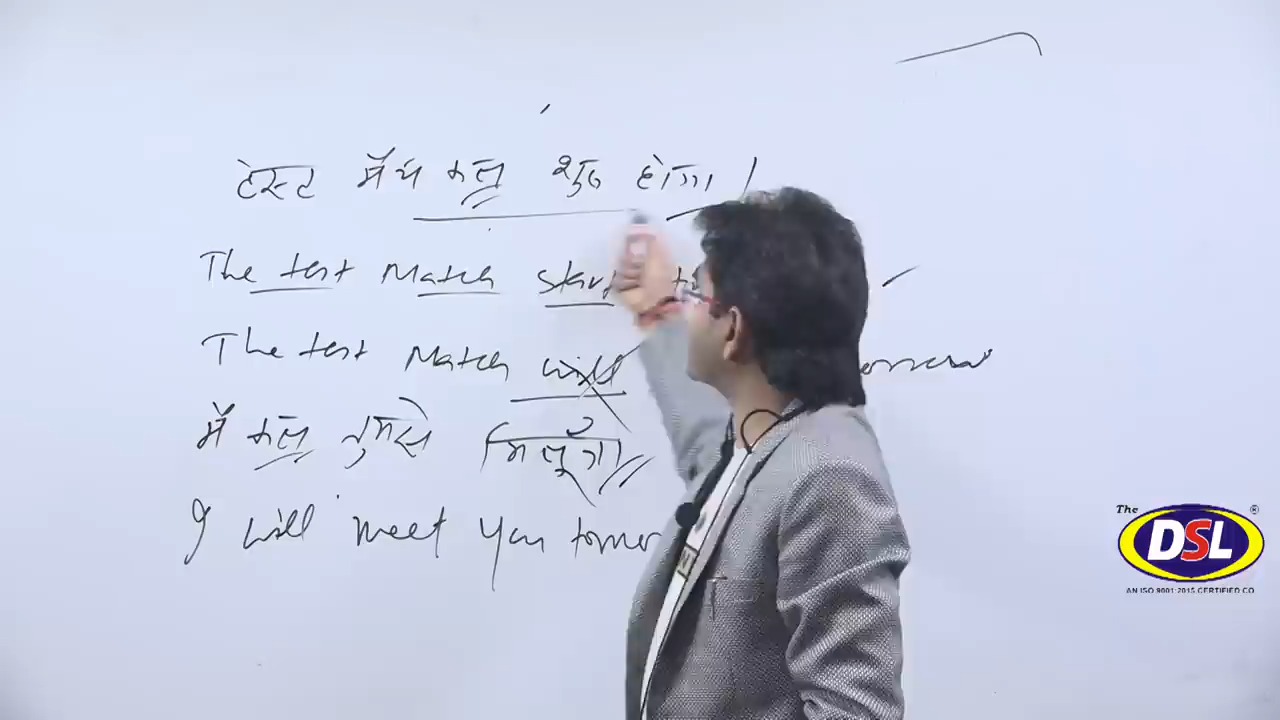 टेस्ट मैच कल शुरू होगा।
The test Match start
The test Match will
मैं कल तुमसे मिलूँगा
I will meet you tomor
The
DSL
®
AN ISO 9001:2015 CERTIFIED CO